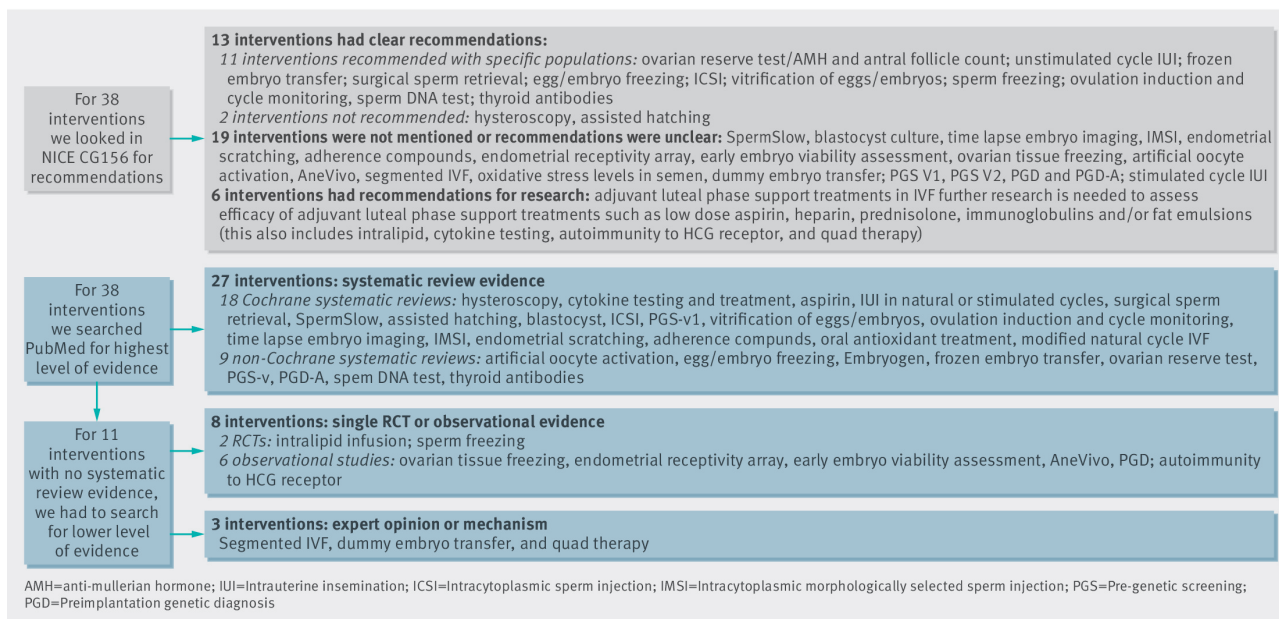 For 38
interventions
we looked in
NICE CG156 for
recommendations
13 interventions had clear recommendations:
11 interventions recommended with specific populations: ovarian reserve test/AMH and antral follicle count; unstimulated cycle IUI; frozen
embryo transfer; surgical sperm retrieval; egg/embryo freezing; ICSI; vitrification of eggs/embryos; sperm freezing; ovulation induction and
cycle monitoring, sperm DNA test; thyroid antibodies
2 interventions not recommended: hysteroscopy, assisted hatching
19 interventions were not mentioned or recommendations were unclear: SpermSlow, blastocyst culture, time lapse embryo imaging, IMSI, endometrial
scratching, adherence compounds, endometrial receptivity array, early embryo viability assessment, ovarian tissue freezing, artificial oocyte
activation, AneVivo, segmented IVF, oxidative stress levels in semen, dummy embryo transfer; PGS V1, PGS V2, PGD and PGD-A; stimulated cycle IUI
6 interventions had recommendations for research: adjuvant luteal phase support treatments in IVF further research is needed to assess
efficacy of adjuvant luteal phase support treatments such as low dose aspirin, heparin, prednisolone, immunoglobulins and/or fat emulsions
(this also includes intralipid, cytokine testing, autoimmunity to HCG receptor, and quad therapy)
For 38
interventions
we searched
PubMed for highest
level of evidence
27 interventions: systematic review evidence
18 Cochrane systematic reviews: hysteroscopy, cytokine testing and treatment, aspirin, IUI in natural or stimulated cycles, surgical sperm
retrieval, SpermSlow, assisted hatching, blastocyst, ICSI, PGS-v1, vitrification of eggs/embryos, ovulation induction and cycle monitoring,
time lapse embryo imaging, IMSI, endometrial scratching, adherence compunds, oral antioxidant treatment, modified natural cycle IVF
9 non-Cochrane systematic reviews: artificial oocyte activation, egg/embryo freezing, Embryogen, frozen embryo transfer, ovarian reserve test,
PGS-v, PGD-A, spem DNA test, thyroid antibodies
For 11
interventions
with no systematic
review evidence,
we had to search
for lower level
of evidence
8 interventions: single RCT or observational evidence
2 RCTs: intralipid infusion; sperm freezing
6 observational studies: ovarian tissue freezing, endometrial receptivity array, early embryo viability assessment, AneVivo, PGD; autoimmunity
to HCG receptor
3 interventions: expert opinion or mechanism
Segmented IVF, dummy embryo transfer, and quad therapy
AMH=anti-mullerian hormone; IUI=Intrauterine insemination; ICSI=Intracytoplasmic sperm injection; IMSI=Intracytoplasmic morphologically selected sperm injection; PGS=Pre-genetic screening;
PGD=Preimplantation genetic diagnosis